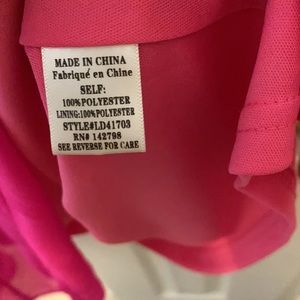 MADE IN CHINA
Fabriqué en Chine
SELF:
100%POLYESTER
LINING:100%POLYESTER
STYLE#LD41703
RN# 142798
SEE REVERSE FOR CARE